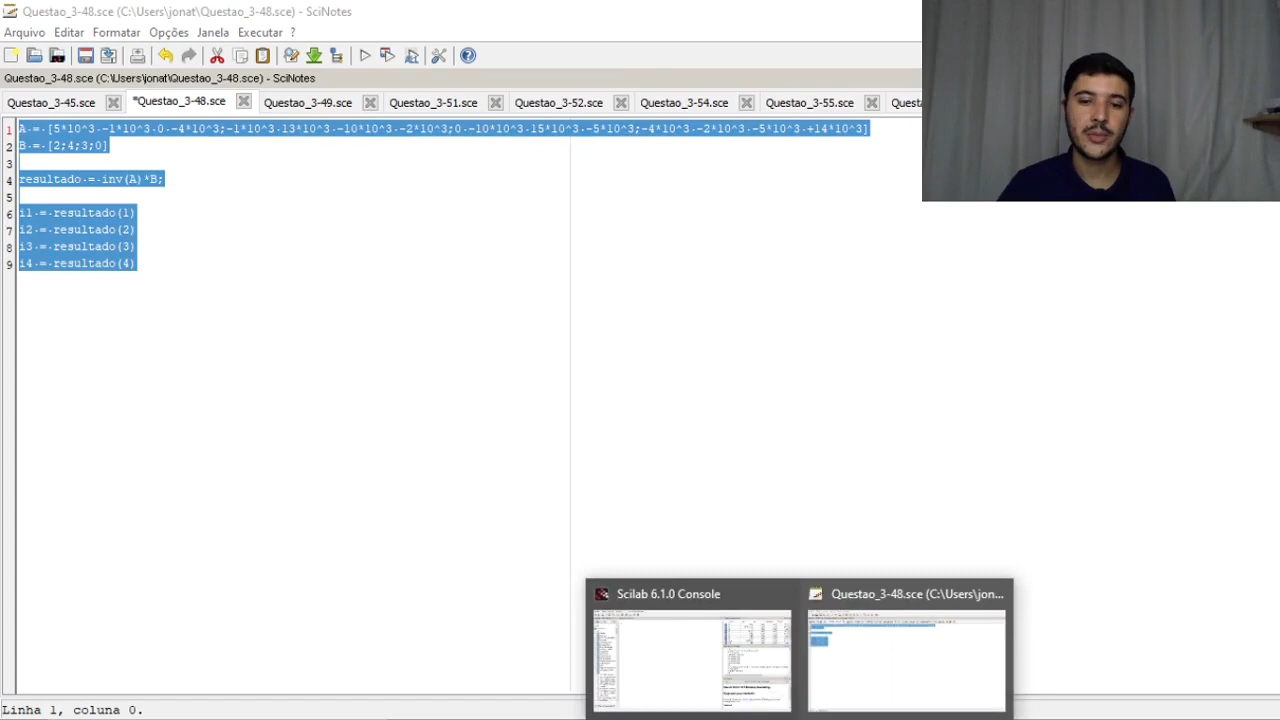 Questao_3-48.sce (C:\Users\jonat\Questao_3-48.sce) - SciNotes
Arquivo Editar Formatar Opções Janela Executar ?
Questao_3-48.sce (C:\Users\jonat\Questao_3-48.sce) - SciNotes
Questao_3-45.sce *Questao_3-48.sce Questao_3-49.sce Questao_3-51.sce Questao_3-52.sce Questao_3-54.sce Questao_3-55.sce Questa
1 A = [5*10^3 -1*10^3 0 -4*10^3;-1*10^3 13*10^3 -10*10^3 -2*10^3;0 -10*10^3 15*10^3 -5*10^3;-4*10^3 -2*10^3 -5*10^3 +14*10^3]
2 B = [2;4;3;0]
3
4 resultado = inv(A)*B;
5
6 i1 = resultado(1)
7 i2 = resultado(2)
8 i3 = resultado(3)
9 i4 = resultado(4)
Scilab 6.1.0 Console
Questao_3-48.sce (C:\Users\jon...
coluna 0.